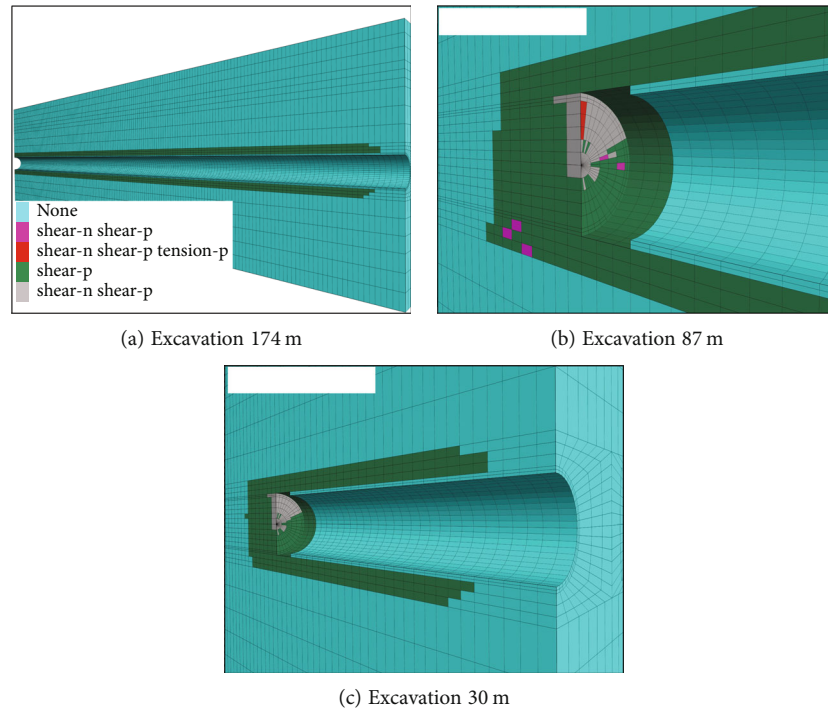 None
shear-n shear-p
shear-n shear-p tension-p
shear-p
shear-n shear-p
(a) Excavation 174 m
(b) Excavation 87 m
(c) Excavation 30 m